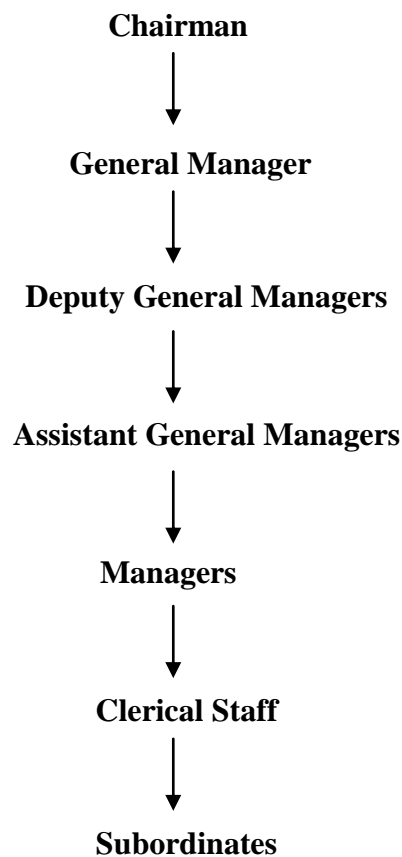 Chairman
General Manager
Deputy General Managers
Assistant General Managers
Managers
Clerical Staff
Subordinates